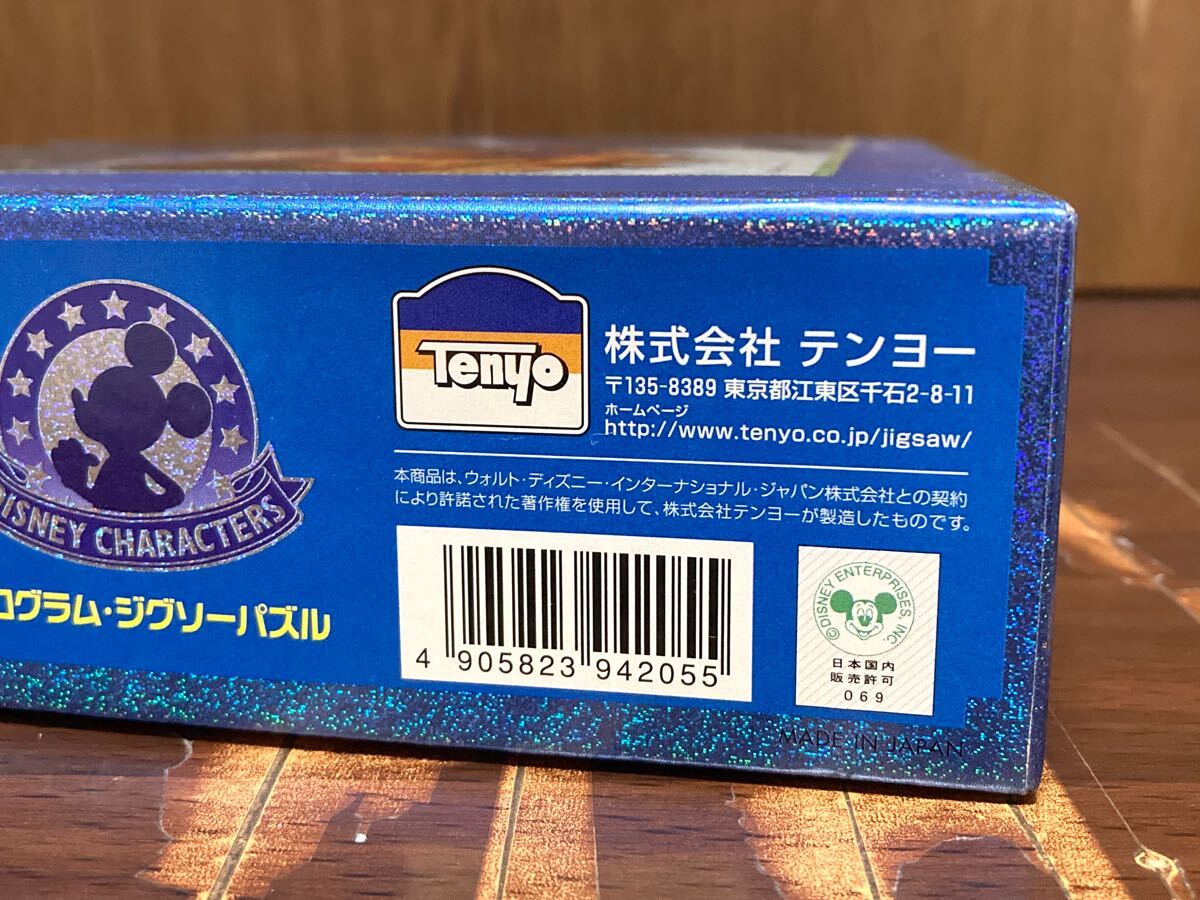 Tenyo
株式会社 テンヨー
〒135-8389 東京都江東区千石2-8-11
ホームページ
http://www.tenyo.co.jp/jigsaw/
本商品は、ウォルト・ディズニー・インターナショナル・ジャパン株式会社との契約
により許諾された著作権を使用して、株式会社テンヨーが製造したものです。
DISNEY CHARACTERS
ログラム・ジグソーパズル
4 905823 942055
©DISNEY ENTERPRISES, INC.
日本国内
販売許可
069
MADE IN JAPAN